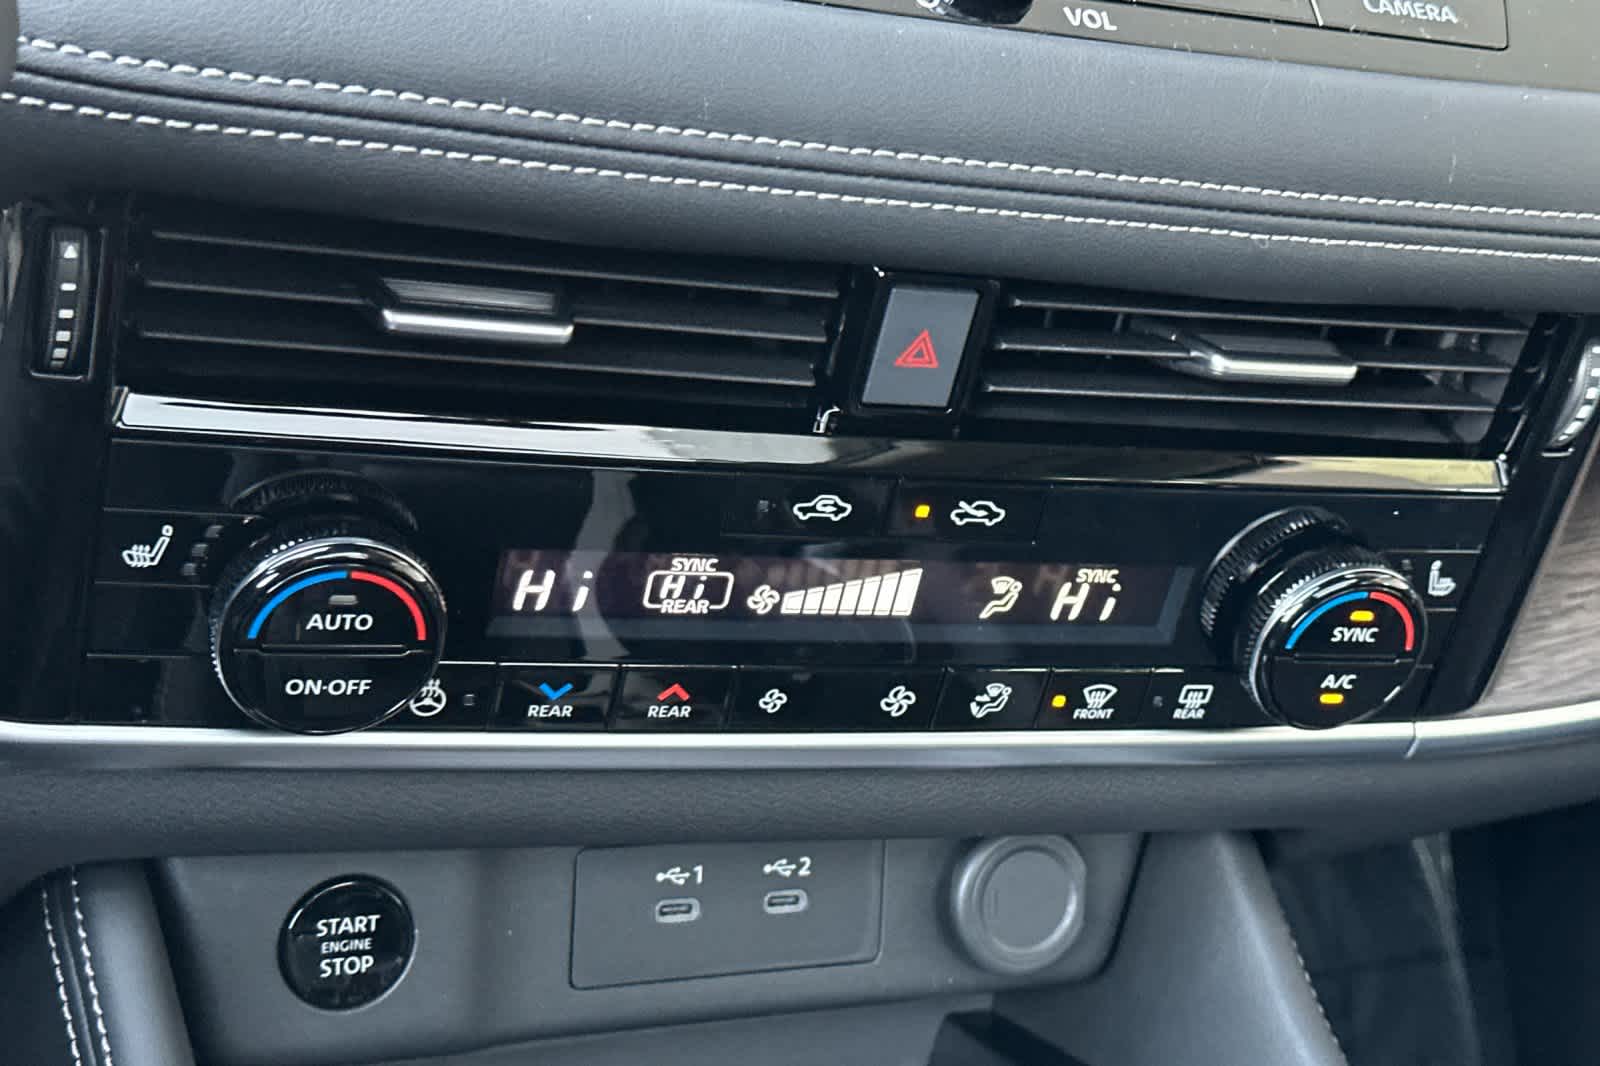 VOL
CAMERA
AUTO
ON·OFF
Hi
SYNC
Hi
REAR
SYNC
Hi
SYNC
A/C
REAR
REAR
FRONT
REAR
START
ENGINE
STOP
1
2